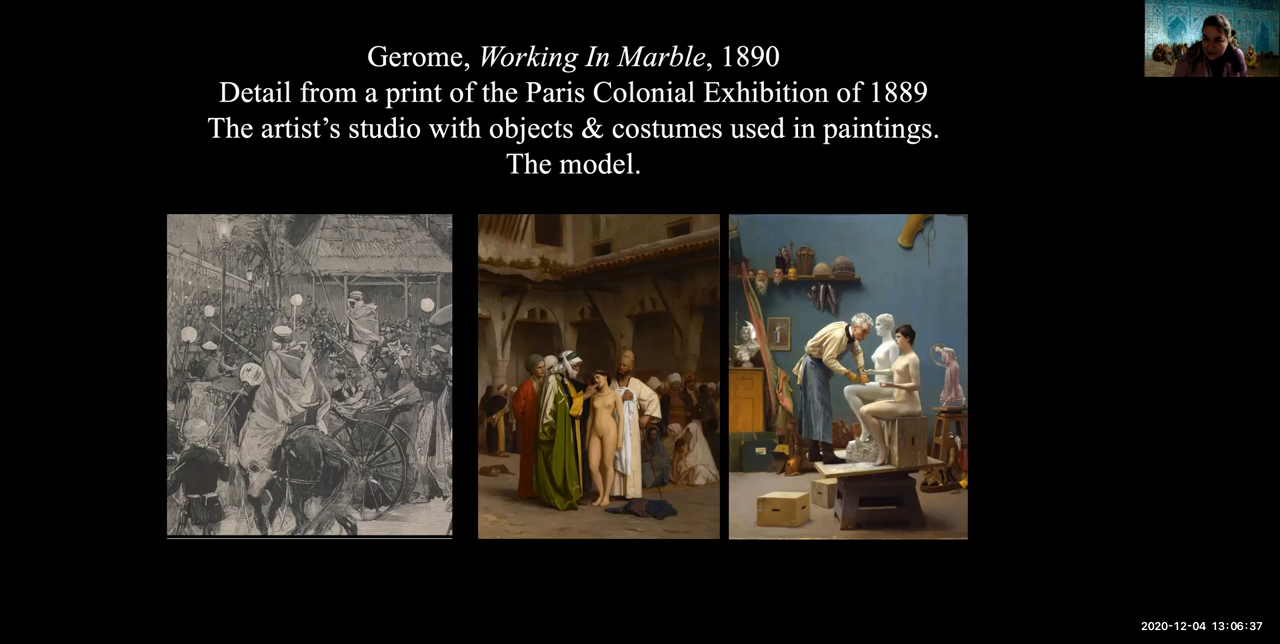 Gerome, Working In Marble, 1890
Detail from a print of the Paris Colonial Exhibition of 1889
The artist’s studio with objects & costumes used in paintings.
The model.
2020-12-04 13:06:37